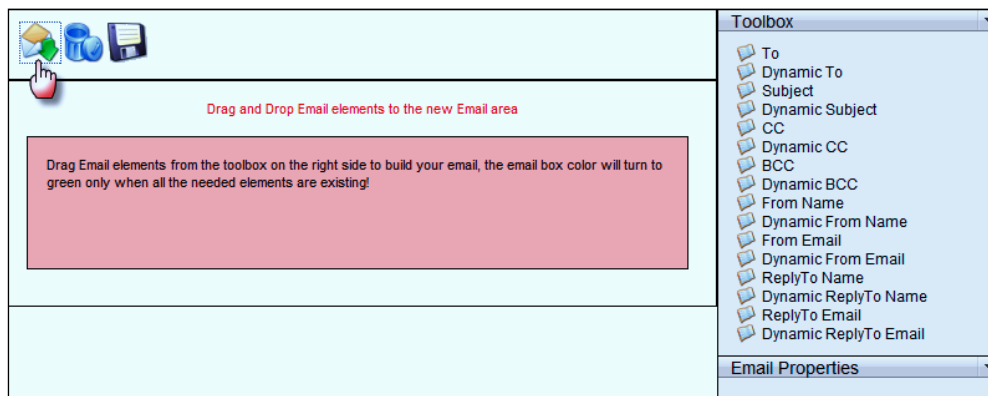 Drag and Drop Email elements to the new Email area
Drag Email elements from the toolbox on the right side to build your email, the email box color will turn to
green only when all the needed elements are existing!
Toolbox
To
Dynamic To
Subject
Dynamic Subject
CC
Dynamic CC
BCC
Dynamic BCC
From Name
Dynamic From Name
From Email
Dynamic From Email
ReplyTo Name
Dynamic ReplyTo Name
ReplyTo Email
Dynamic ReplyTo Email
Email Properties